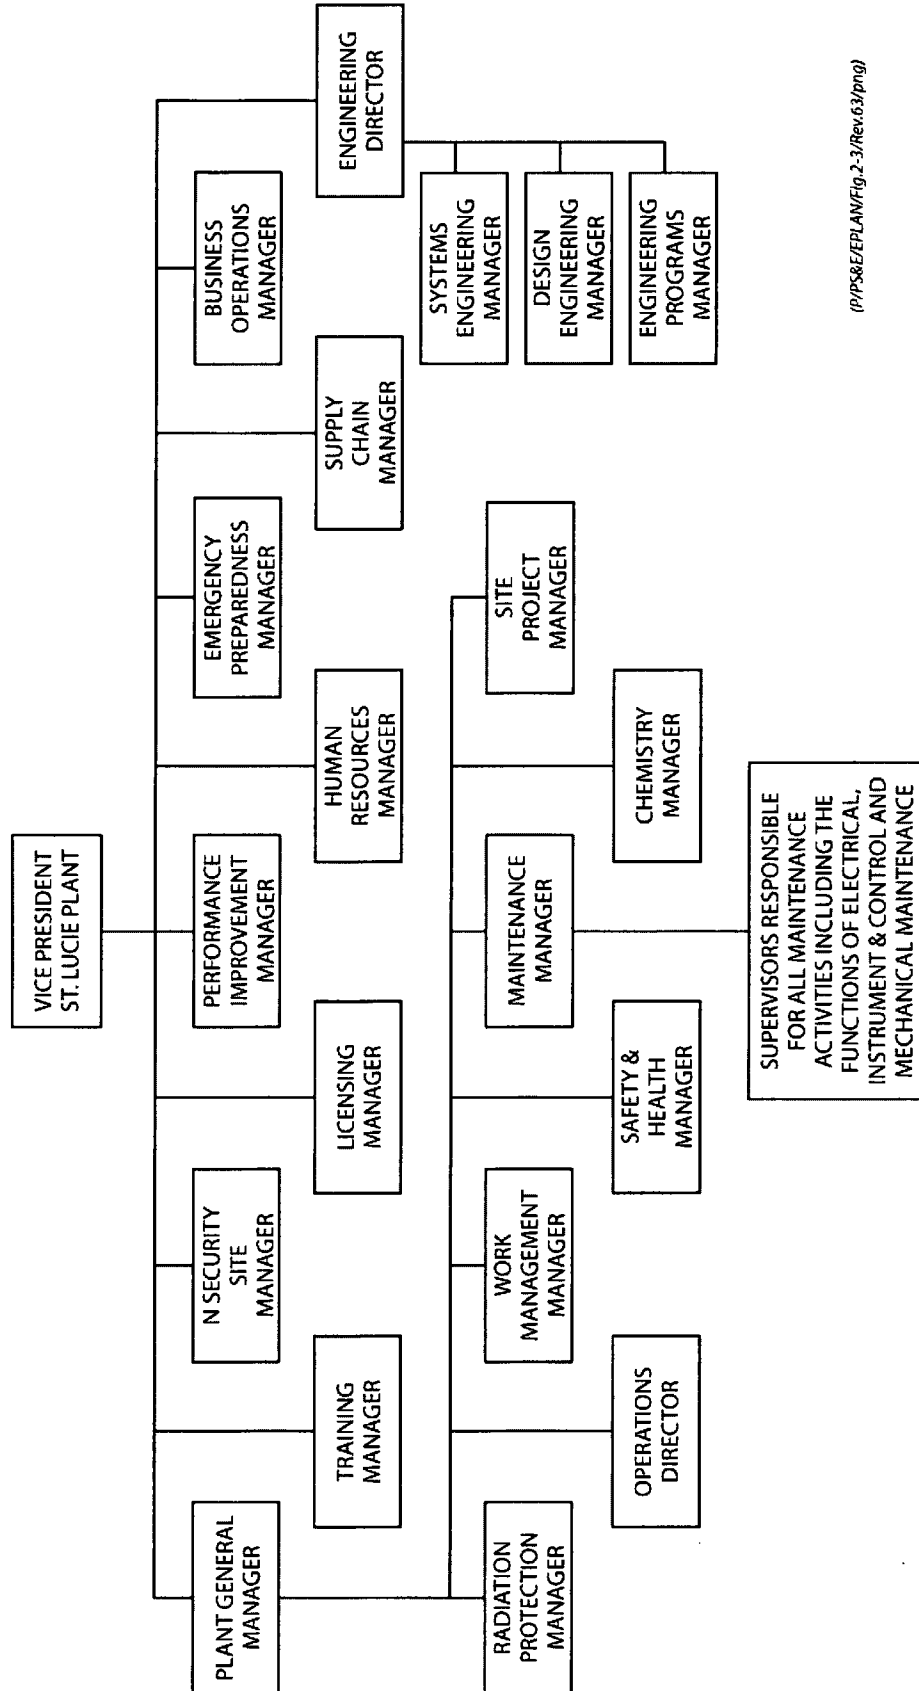 VICE PRESIDENT
ST. LUCIE PLANT
PLANT GENERAL
MANAGER
N SECURITY
SITE
MANAGER
PERFORMANCE
IMPROVEMENT
MANAGER
EMERGENCY
PREPAREDNESS
MANAGER
BUSINESS
OPERATIONS
MANAGER
TRAINING
MANAGER
LICENSING
MANAGER
HUMAN
RESOURCES
MANAGER
SUPPLY
CHAIN
MANAGER
ENGINEERING
DIRECTOR
SYSTEMS
ENGINEERING
MANAGER
DESIGN
ENGINEERING
MANAGER
ENGINEERING
PROGRAMS
MANAGER
RADIATION
PROTECTION
MANAGER
WORK
MANAGEMENT
MANAGER
MAINTENANCE
MANAGER
SITE
PROJECT
MANAGER
OPERATIONS
DIRECTOR
SAFETY &
HEALTH
MANAGER
CHEMISTRY
MANAGER
SUPERVISORS RESPONSIBLE
FOR ALL MAINTENANCE
ACTIVITIES INCLUDING THE
FUNCTIONS OF ELECTRICAL,
INSTRUMENT & CONTROL AND
MECHANICAL MAINTENANCE
(P/PS&E/EPLAN/Fig.2-3/Rev.63/png)